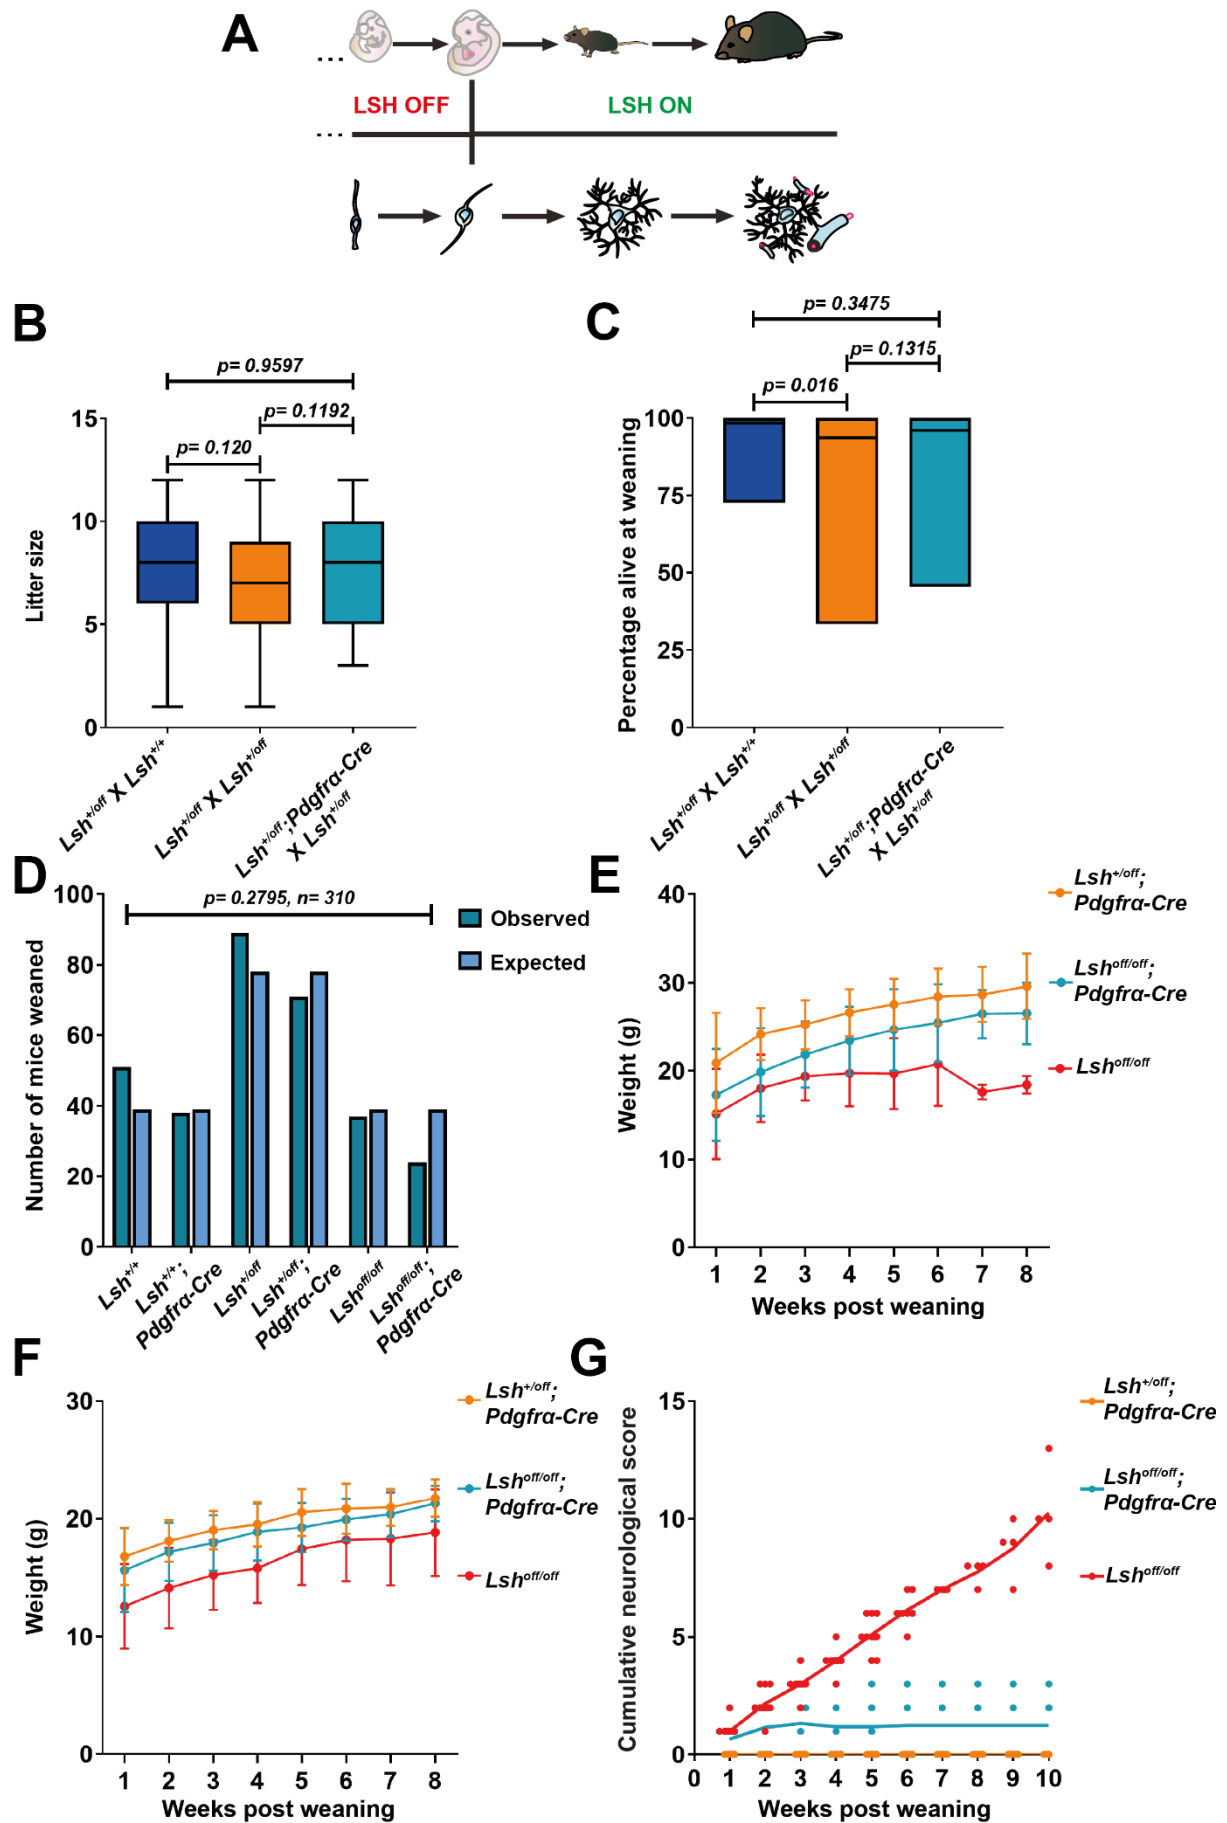 A
...
LSH OFF
LSH ON
...
B
p= 0.9597
p= 0.1192
p= 0.120
15
10
5
0
Litter size
Lsh+/off X Lsh+/+
Lsh+/off X Lsh+/off
Lsh+/off;Pdgfrα-Cre
X Lsh+/off
C
p= 0.3475
p= 0.1315
p= 0.016
100
75
50
25
0
Percentage alive at weaning
Lsh+/off X Lsh+/+
Lsh+/off X Lsh+/off
Lsh+/off;Pdgfrα-Cre
X Lsh+/off
D
p= 0.2795, n= 310
Observed
Expected
100
80
60
40
20
0
Number of mice weaned
Lsh+/+
Lsh+/+;
Pdgfrα-Cre
Lsh+/off
Lsh+/off;
Pdgfrα-Cre
Lshoff/off
Lshoff/off;
Pdgfrα-Cre
E
Lsh+/off;
Pdgfrα-Cre
Lshoff/off;
Pdgfrα-Cre
Lshoff/off
40
30
20
10
0
Weight (g)
1 2 3 4 5 6 7 8
Weeks post weaning
F
Lsh+/off;
Pdgfrα-Cre
Lshoff/off;
Pdgfrα-Cre
Lshoff/off
30
20
10
0
Weight (g)
1 2 3 4 5 6 7 8
Weeks post weaning
G
Lsh+/off;
Pdgfrα-Cre
Lshoff/off;
Pdgfrα-Cre
Lshoff/off
15
10
5
0
Cumulative neurological score
0 1 2 3 4 5 6 7 8 9 10
Weeks post weaning